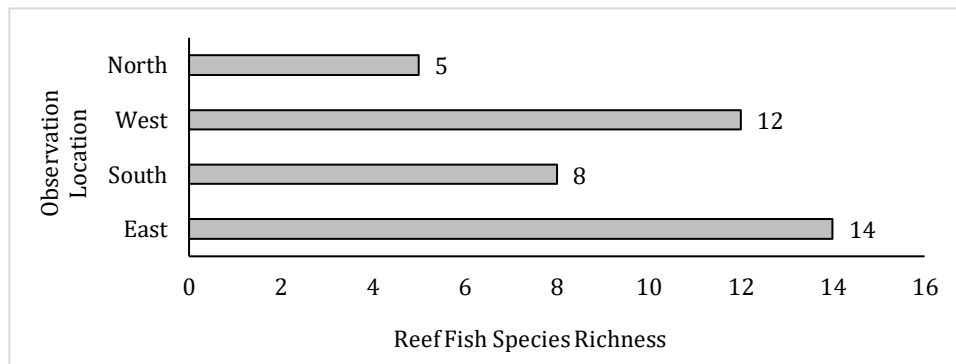 Observation
Location
North
5
West
12
South
8
East
14
0 2 4 6 8 10 12 14 16
Reef Fish Species Richness